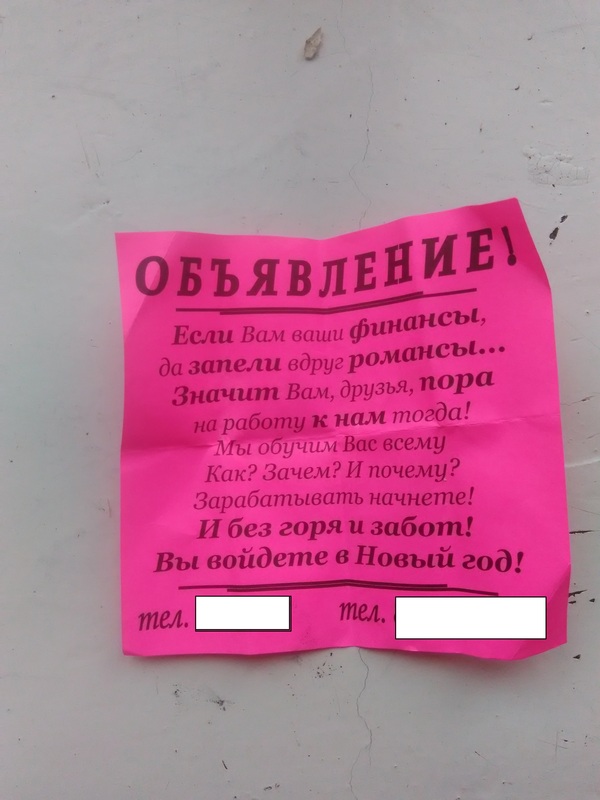 ОБЪЯВЛЕНИЕ!
Если Вам ваши финансы,
да запели вдруг романсы...
Значит Вам, друзья, пора
на работу к нам тогда!
Мы обучим Вас всему
Как? Зачем? И почему?
Зарабатывать начнете!
И без горя и забот!
Вы войдете в Новый год!
тел. тел.